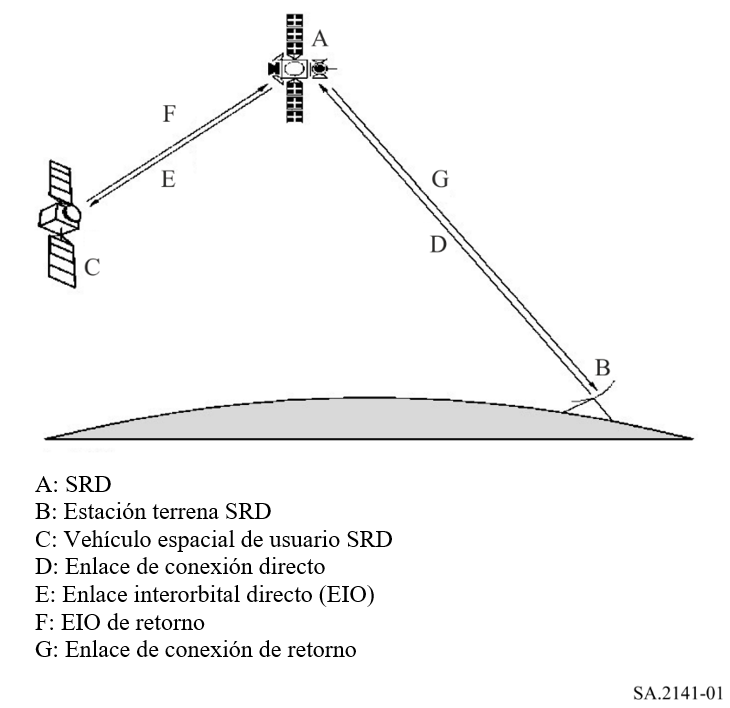 A
F
E
G
D
C
B
A: SRD
B: Estación terrena SRD
C: Vehículo espacial de usuario SRD
D: Enlace de conexión directo
E: Enlace interorbital directo (EIO)
F: EIO de retorno
G: Enlace de conexión de retorno
SA.2141-01